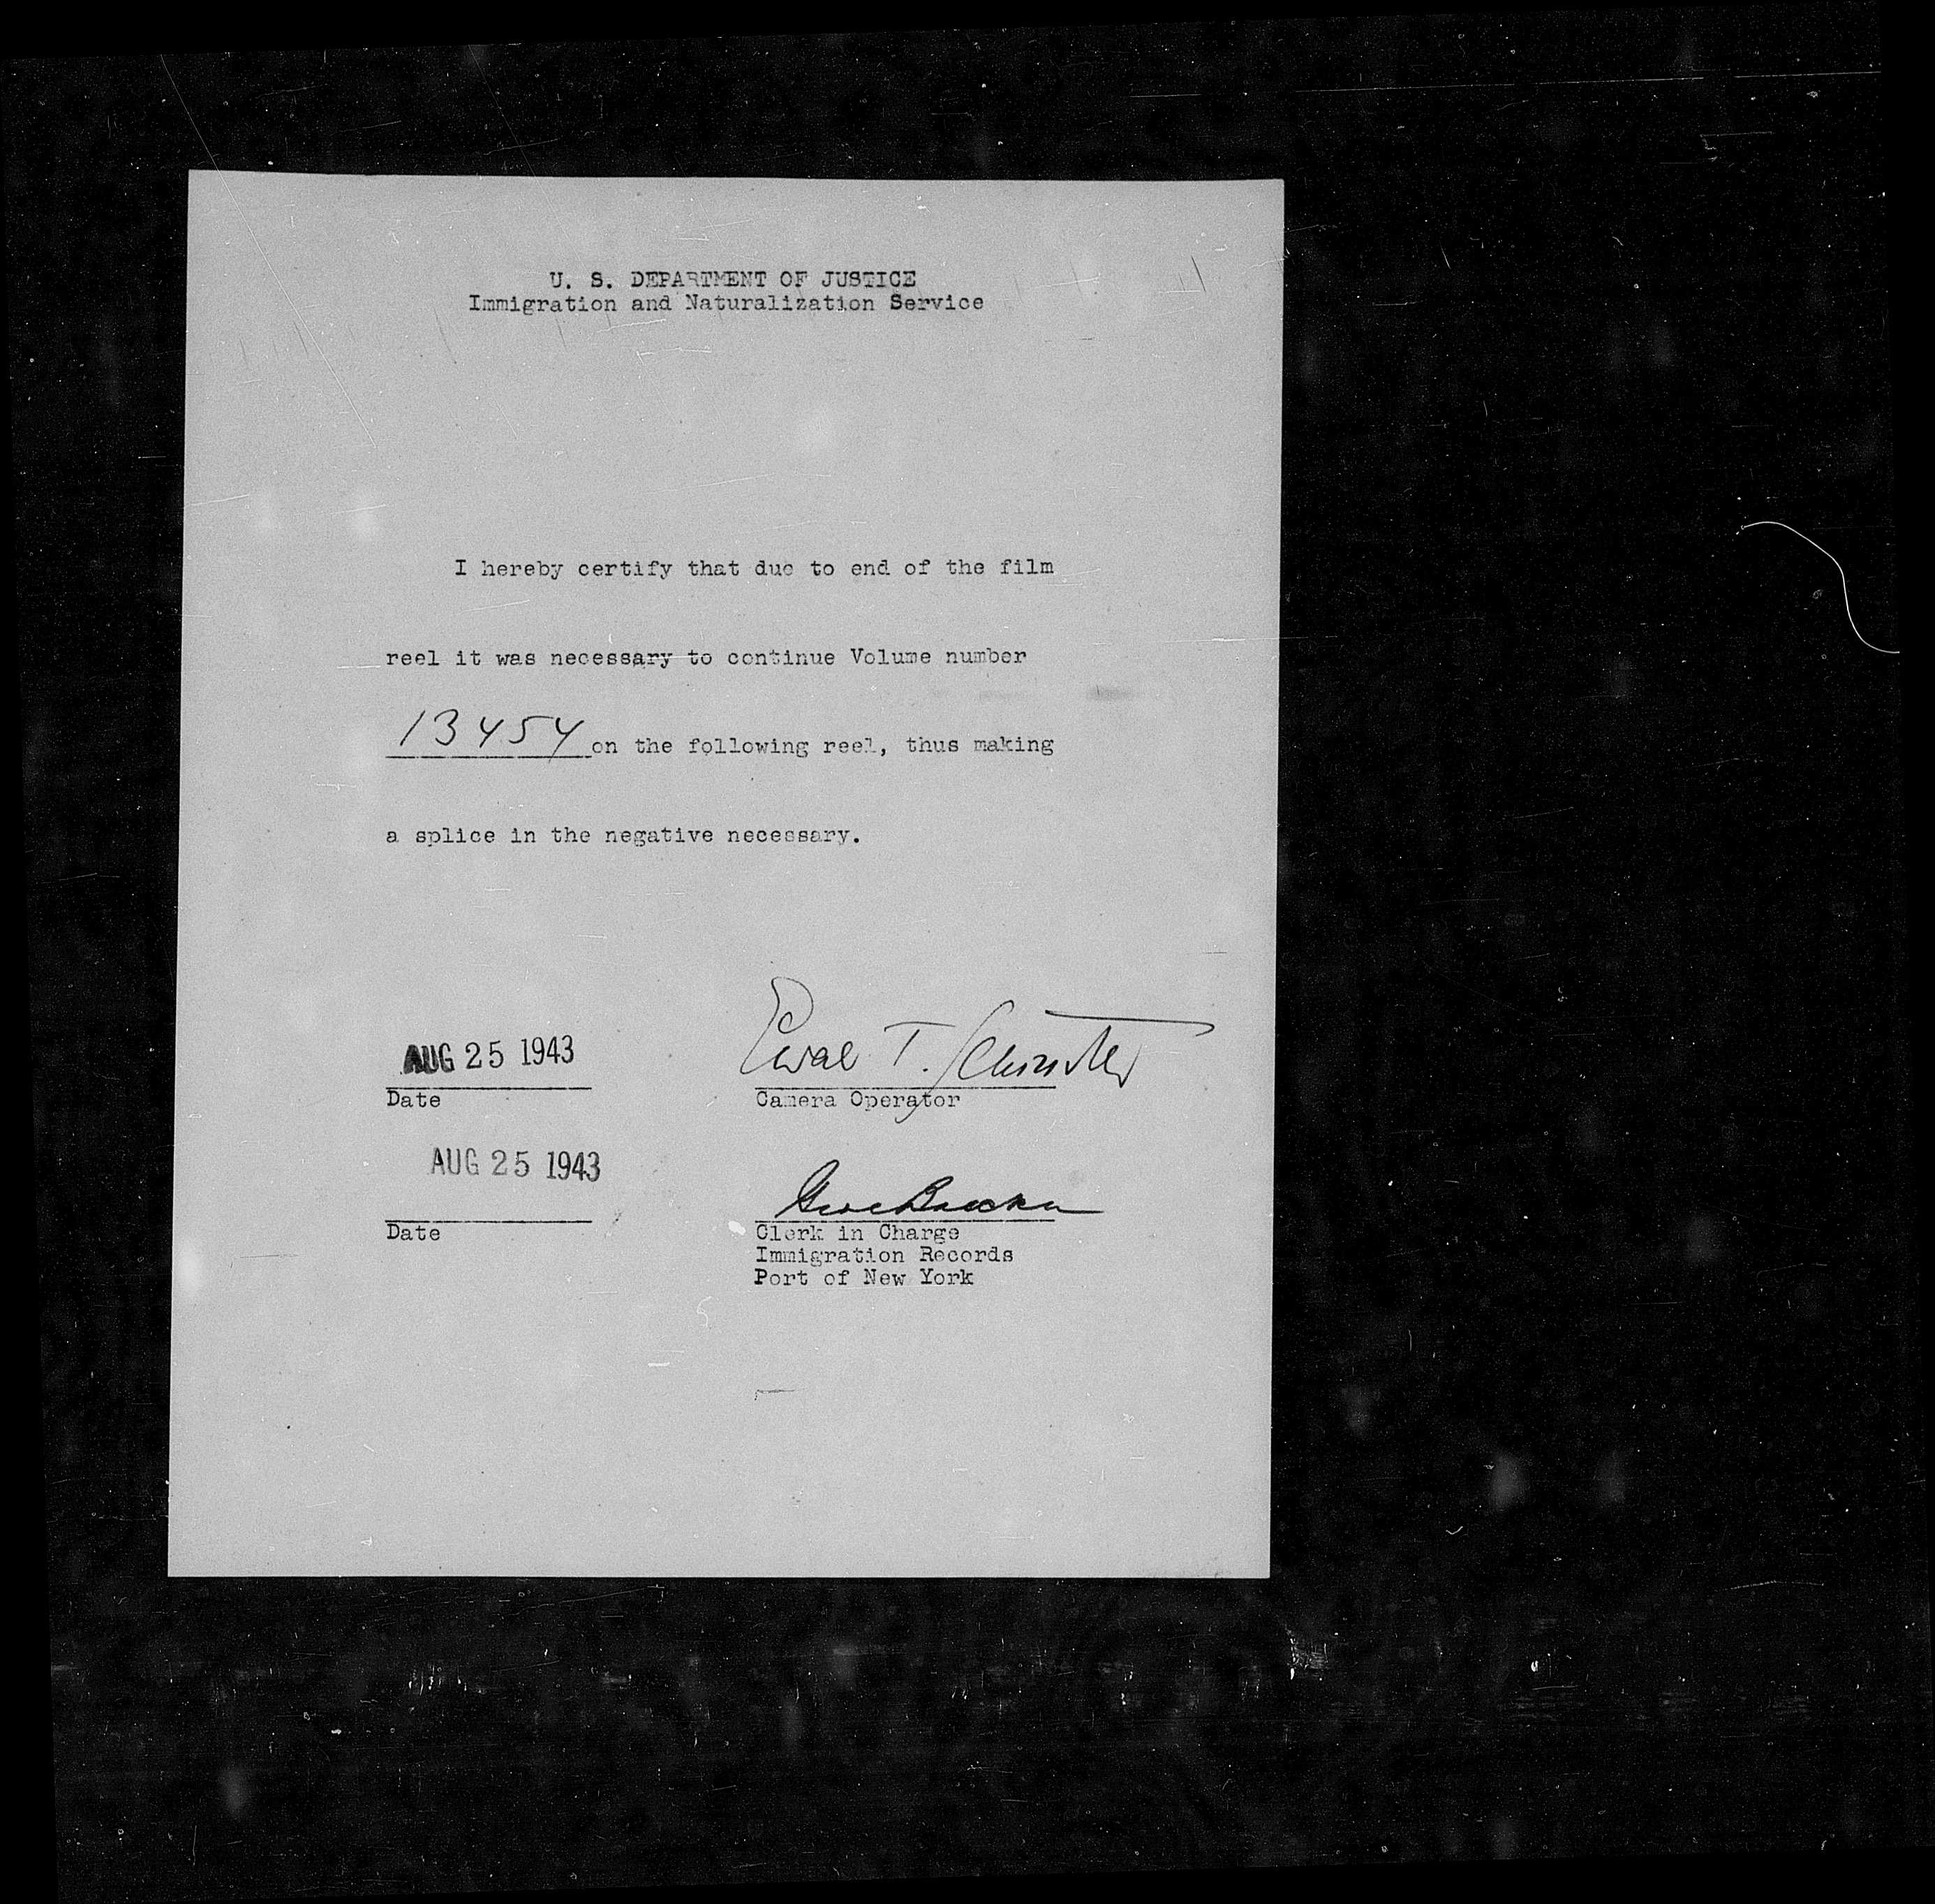 U. S. DEPARTMENT OF JUSTICE
Immigration and Naturalization Service
I hereby certify that due to end of the film
reel it was necessary to continue Volume number
13454 on the following reel, thus making
a splice in the negative necessary.
AUG 25 1943
Date
T.
Camera Operator
AUG 25 1943
Date
Clerk in Charge
Immigration Records
Port of New York